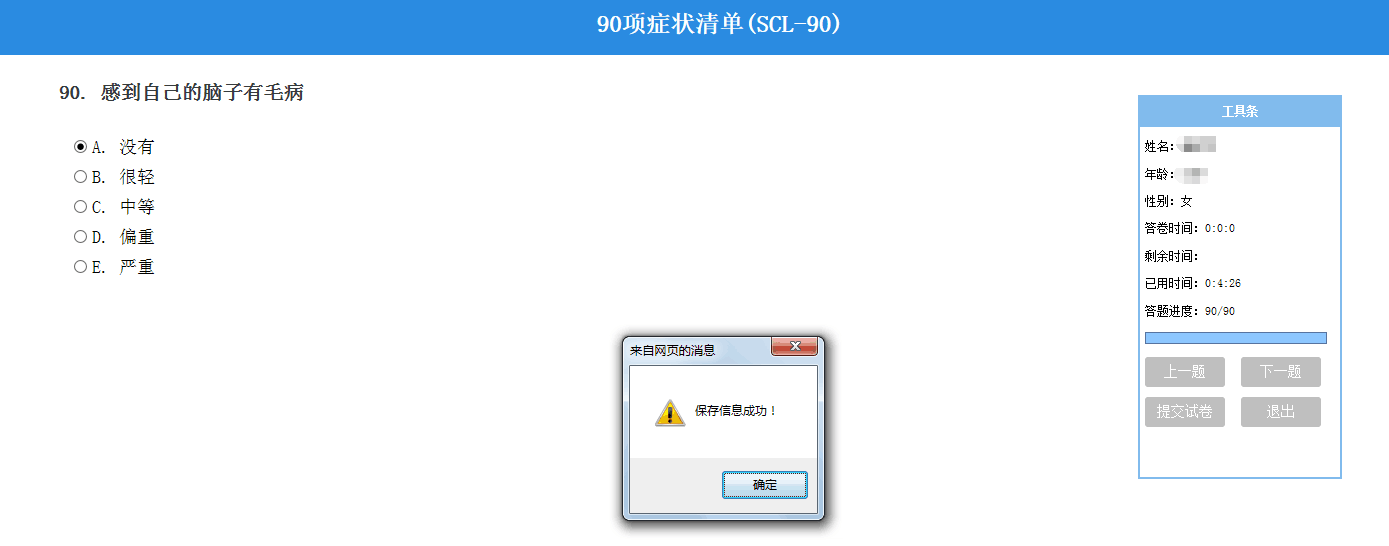 90项症状清单(SCL-90)
90. 感到自己的脑子有毛病
A. 没有
B. 很轻
C. 中等
D. 偏重
E. 严重
工具条
姓名:
年龄:
性别: 女
答卷时间: 0:0:0
剩余时间:
已用时间: 0:4:26
答题进度: 90/90
上一题 下一题
提交试卷 退出
来自网页的消息
保存信息成功！
确定